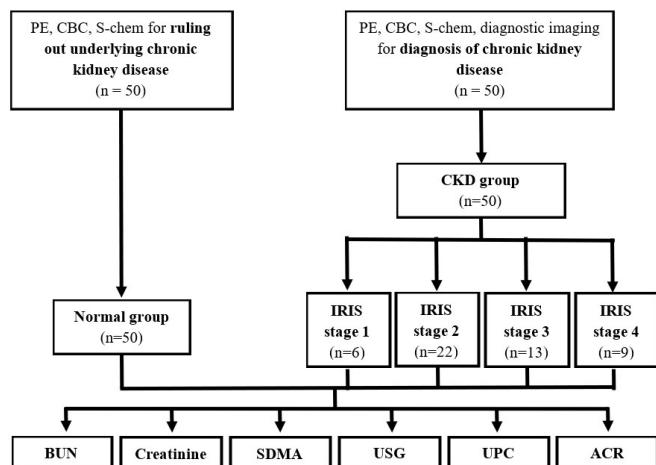 PE, CBC, S-chem for ruling
out underlying chronic
kidney disease
(n = 50)
PE, CBC, S-chem, diagnostic imaging
for diagnosis of chronic kidney
disease
(n = 50)
CKD group
(n=50)
Normal group
(n=50)
IRIS
stage 1
(n=6)
IRIS
stage 2
(n=22)
IRIS
stage 3
(n=13)
IRIS
stage 4
(n=9)
BUN
Creatinine
SDMA
USG
UPC
ACR